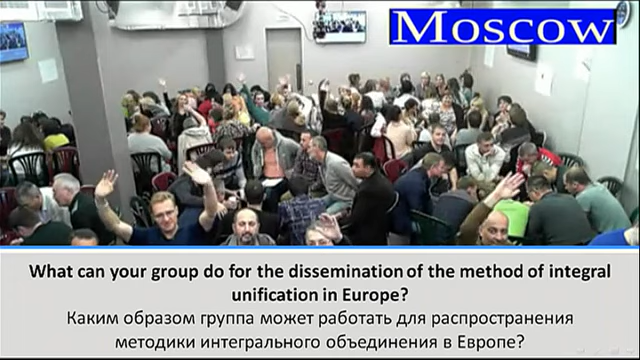 Moscow
What can your group do for the dissemination of the method of integral
unification in Europe?
Каким образом группа может работать для распространения
методики интегрального объединения в Европе?